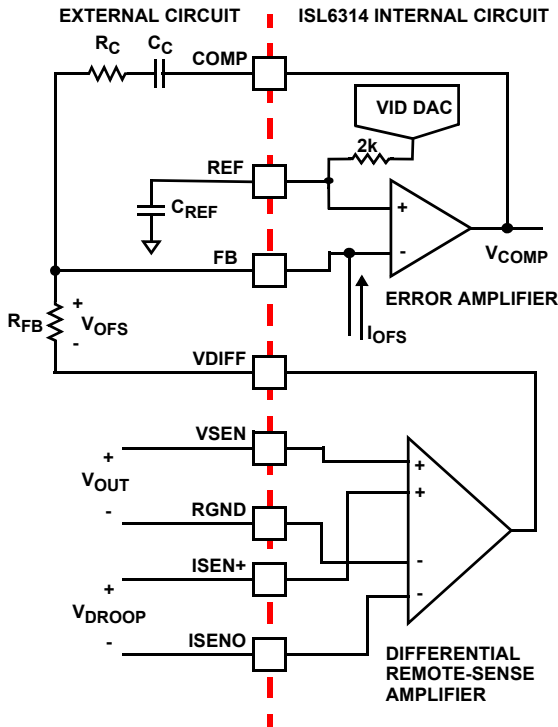 EXTERNAL CIRCUIT
ISL6314 INTERNAL CIRCUIT
RC
CC
COMP
VID DAC
2k
REF
+
CREF
-
VCOMP
FB
ERROR AMPLIFIER
IOFS
RFB
+
VOFS
-
VDIFF
VSEN
+
+
VOUT
+
-
RGND
-
ISEN+
+
-
VDROOP
-
ISENO
DIFFERENTIAL
REMOTE-SENSE
AMPLIFIER